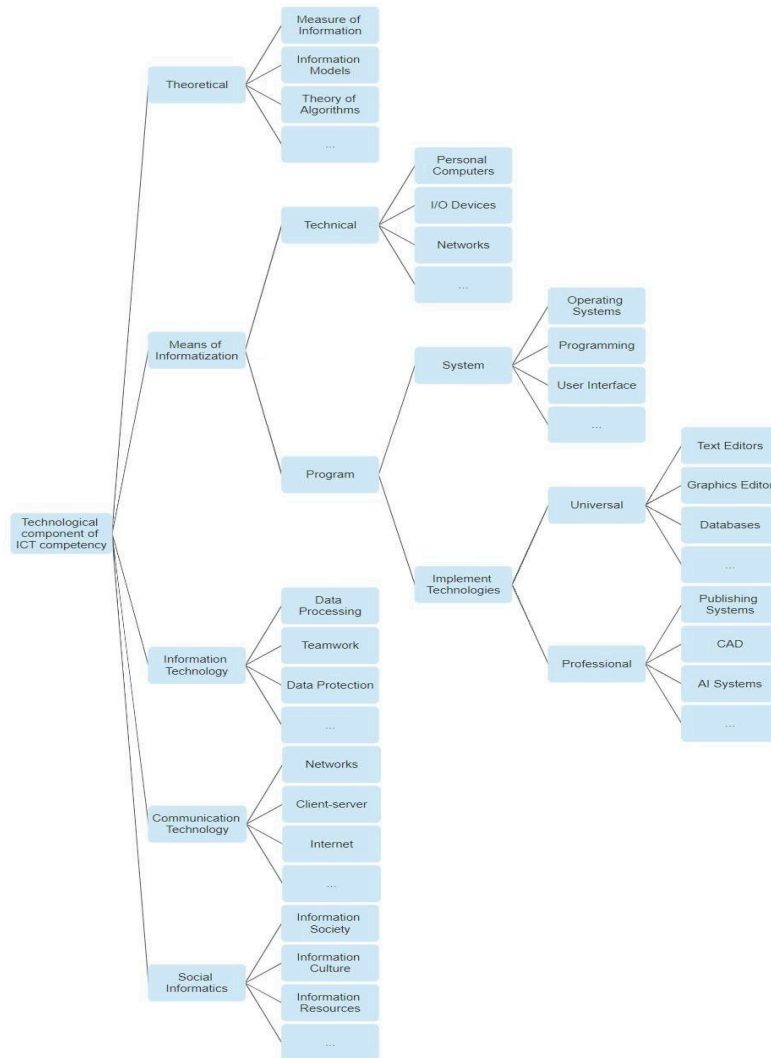 Technological
component of
ICT competency
Theoretical
Measure of
Information
Information
Models
Theory of
Algorithms
...
Means of
Informatization
Technical
Personal
Computers
I/O Devices
Networks
...
Program
System
Operating
Systems
Programming
User Interface
...
Implement
Technologies
Universal
Text Editors
Graphics Editor
Databases
...
Professional
Publishing
Systems
CAD
AI Systems
...
Information
Technology
Data
Processing
Teamwork
Data Protection
...
Communication
Technology
Networks
Client-server
Internet
...
Social
Informatics
Information
Society
Information
Culture
Information
Resources
...